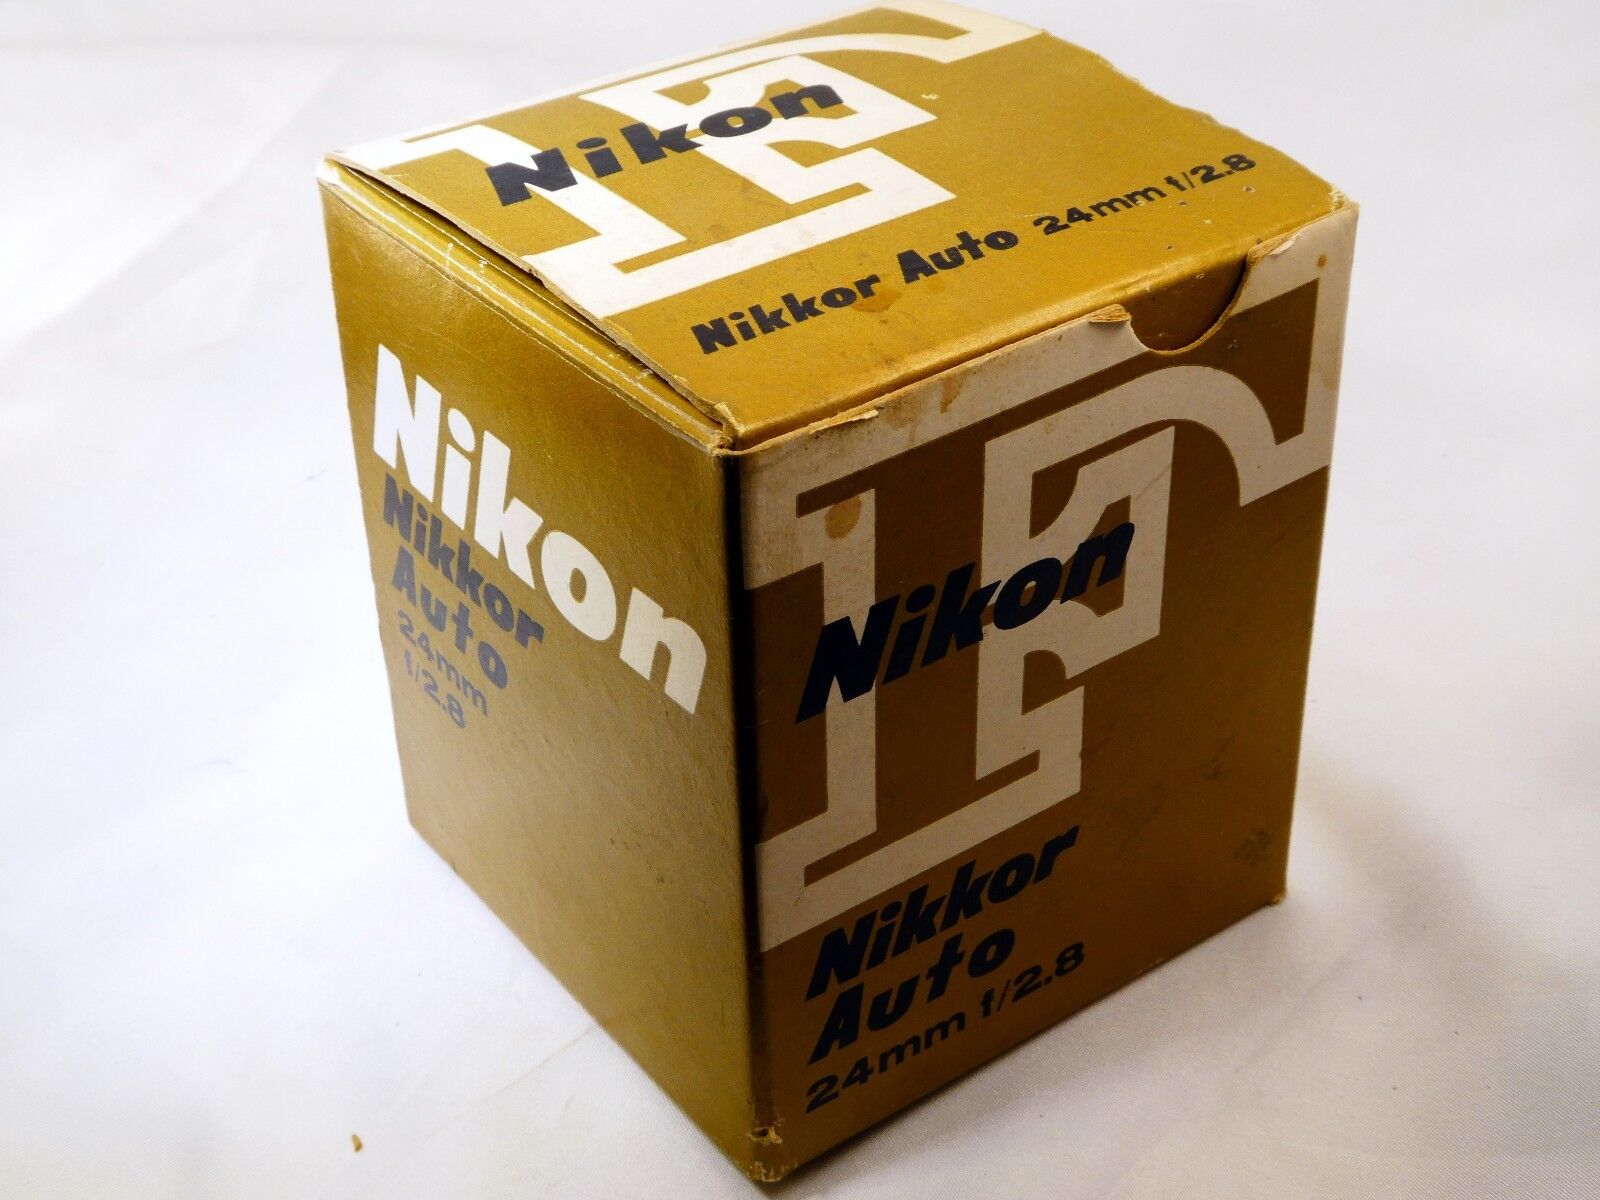 Nikon
Nikkor Auto 24mm f/2.8
Nikon
Nikkor
Auto
24mm
f/2.8
F
Nikon
Nikkor
Auto
24mm f/2.8